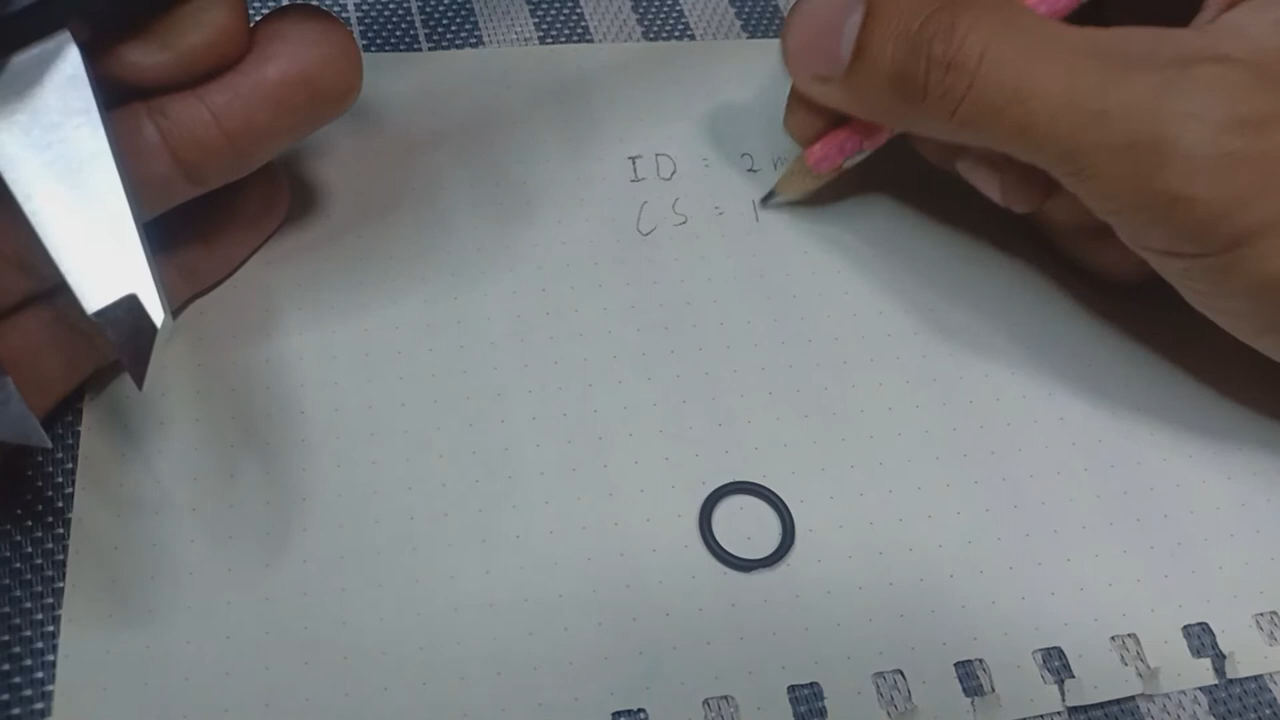 ID = 2 m
CS = 1